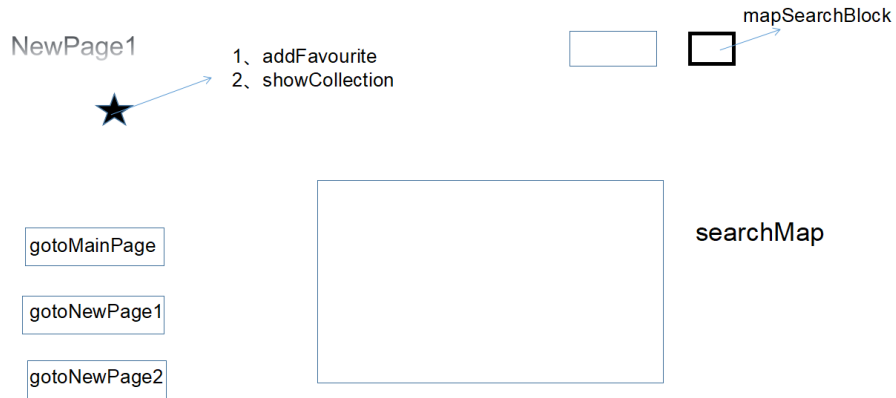 mapSearchBlock
NewPage1
1、addFavourite
2、showCollection
searchMap
gotoMainPage
gotoNewPage1
gotoNewPage2